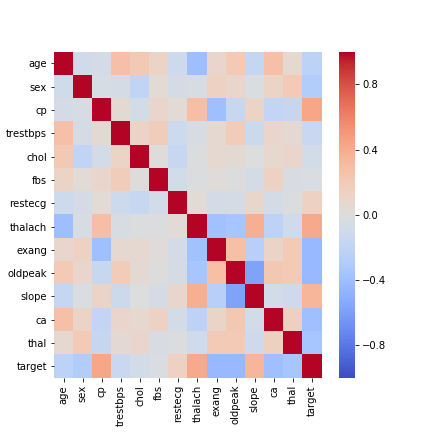 age
sex
cp
trestbps
chol
fbs
restecg
thalach
exang
oldpeak
slope
ca
thal
target
age
sex
cp
trestbps
chol
fbs
restecg
thalach
exang
oldpeak
slope
ca
thal
target
0.8
0.4
0.0
−0.4
−0.8